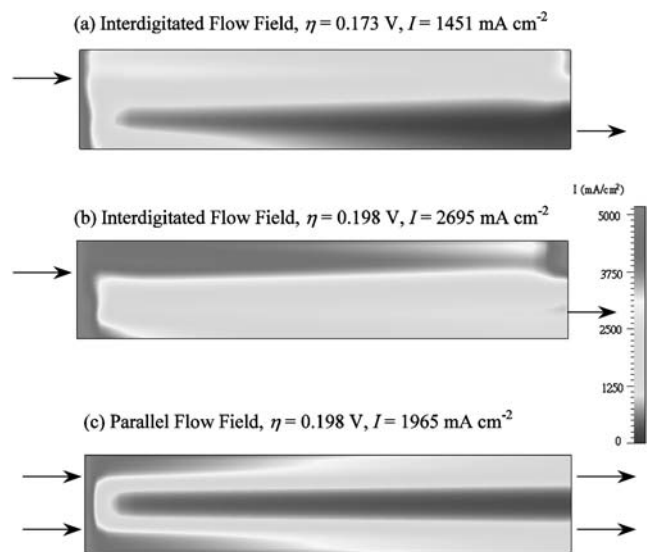 (a) Interdigitated Flow Field, η = 0.173 V, I = 1451 mA cm⁻²
(b) Interdigitated Flow Field, η = 0.198 V, I = 2695 mA cm⁻²
I (mA/cm²)
5000
3750
2500
1250
0
(c) Parallel Flow Field, η = 0.198 V, I = 1965 mA cm⁻²